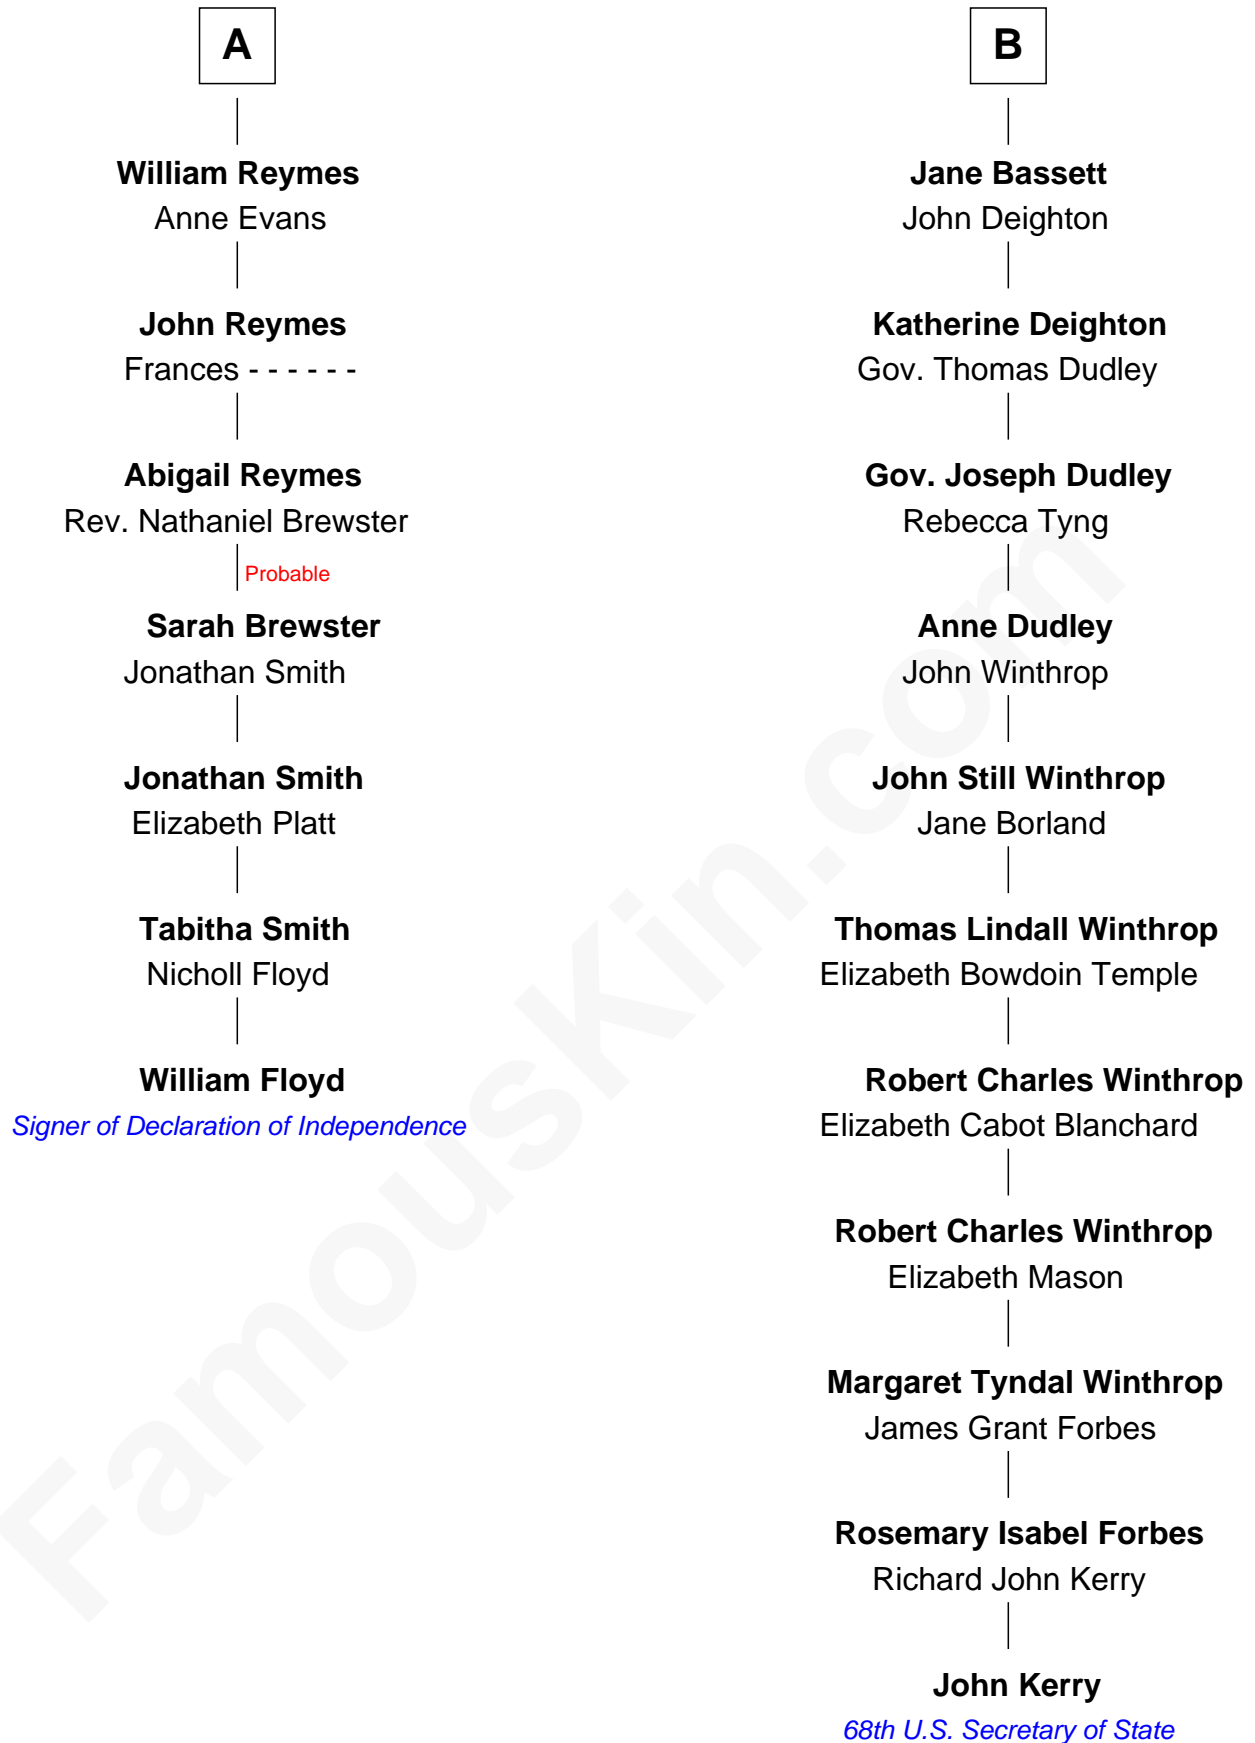 A
William Reymes
Anne Evans
John Reymes
Frances - - - - - -
Abigail Reymes
Rev. Nathaniel Brewster
Probable
Sarah Brewster
Jonathan Smith
Jonathan Smith
Elizabeth Platt
Tabitha Smith
Nicholl Floyd
William Floyd
Signer of Declaration of Independence
B
Jane Bassett
John Deighton
Katherine Deighton
Gov. Thomas Dudley
Gov. Joseph Dudley
Rebecca Tyng
Anne Dudley
John Winthrop
John Still Winthrop
Jane Borland
Thomas Lindall Winthrop
Elizabeth Bowdoin Temple
Robert Charles Winthrop
Elizabeth Cabot Blanchard
Robert Charles Winthrop
Elizabeth Mason
Margaret Tyndal Winthrop
James Grant Forbes
Rosemary Isabel Forbes
Richard John Kerry
John Kerry
68th U.S. Secretary of State
FamousKin.com